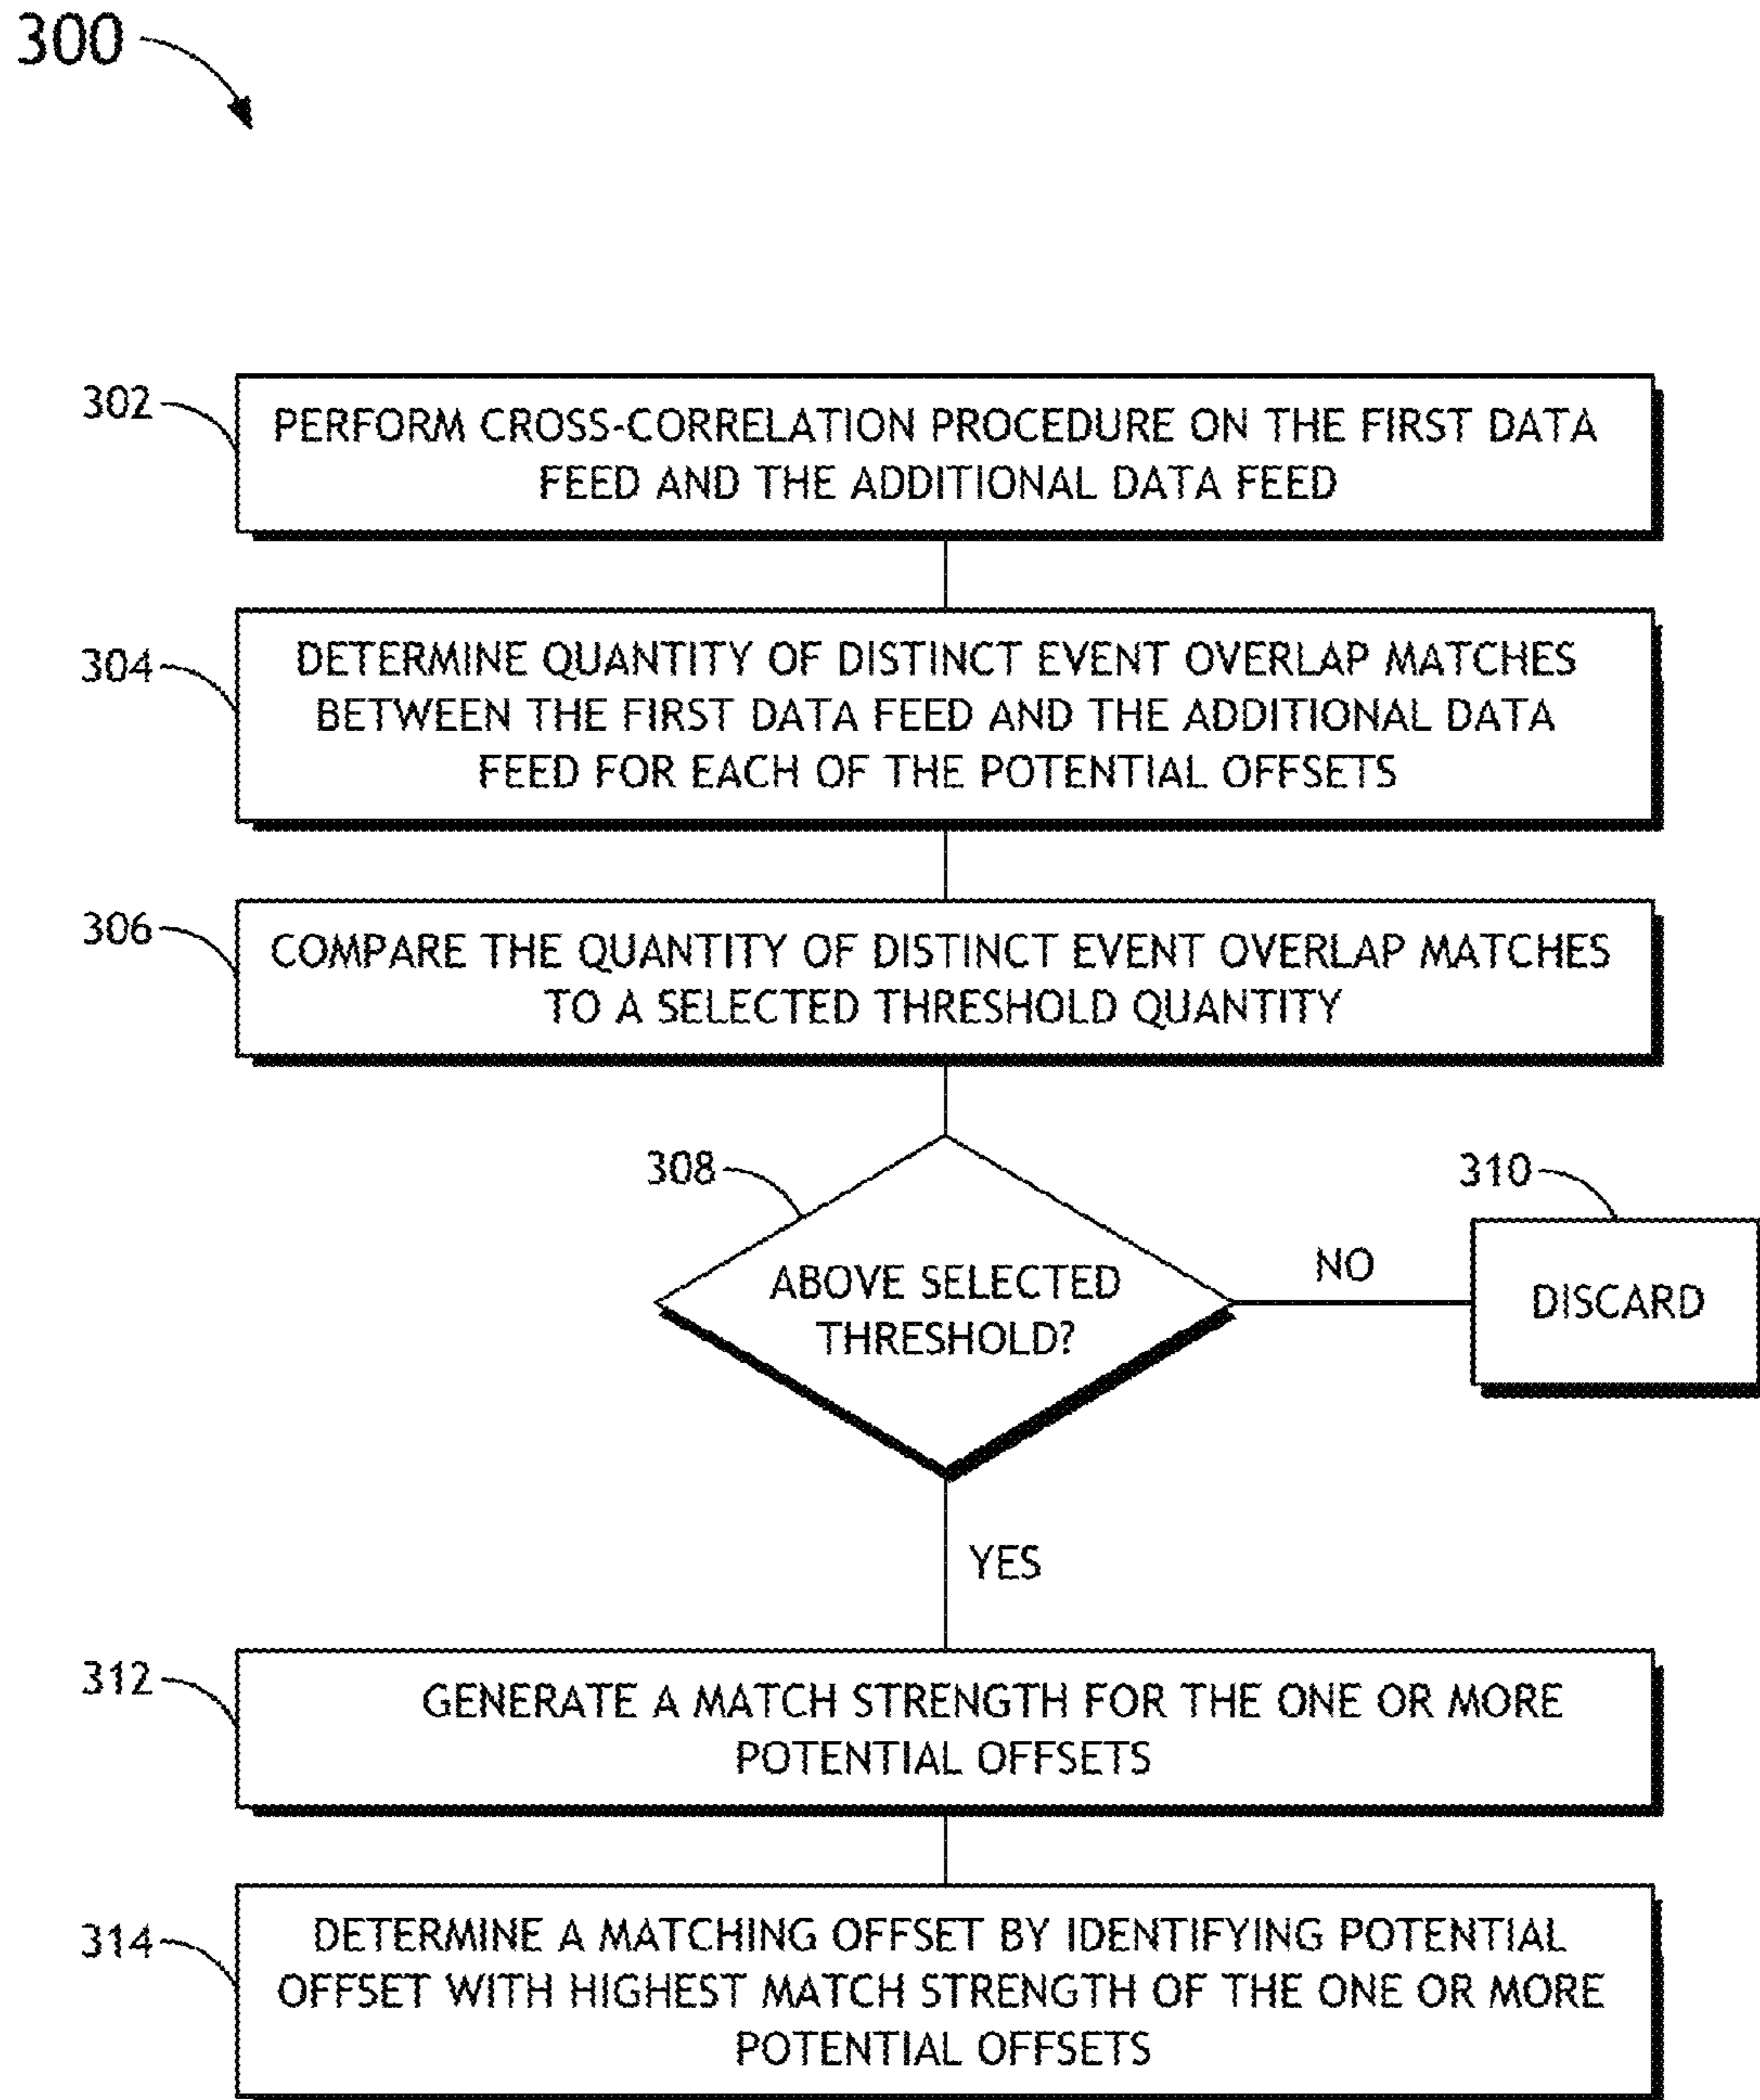 300
302
PERFORM CROSS-CORRELATION PROCEDURE ON THE FIRST DATA
FEED AND THE ADDITIONAL DATA FEED
304
DETERMINE QUANTITY OF DISTINCT EVENT OVERLAP MATCHES
BETWEEN THE FIRST DATA FEED AND THE ADDITIONAL DATA
FEED FOR EACH OF THE POTENTIAL OFFSETS
306
COMPARE THE QUANTITY OF DISTINCT EVENT OVERLAP MATCHES
TO A SELECTED THRESHOLD QUANTITY
308
ABOVE SELECTED
THRESHOLD?
NO
310
DISCARD
YES
312
GENERATE A MATCH STRENGTH FOR THE ONE OR MORE
POTENTIAL OFFSETS
314
DETERMINE A MATCHING OFFSET BY IDENTIFYING POTENTIAL
OFFSET WITH HIGHEST MATCH STRENGTH OF THE ONE OR MORE
POTENTIAL OFFSETS